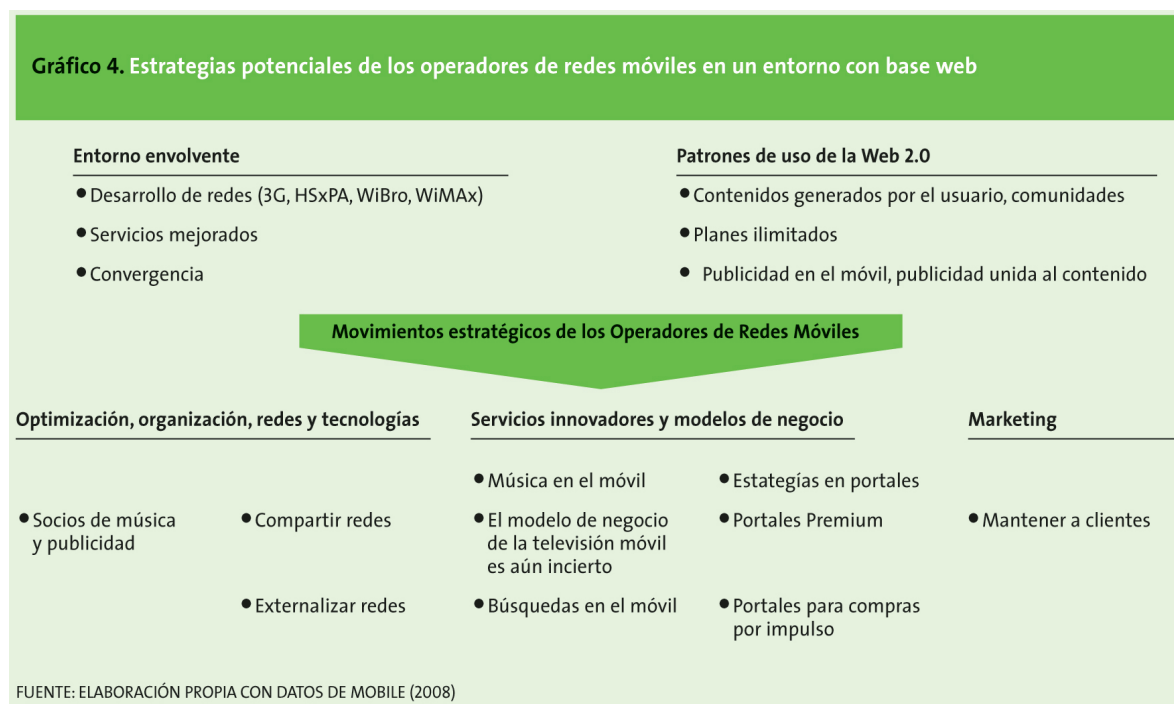 Gráfico 4. Estrategias potenciales de los operadores de redes móviles en un entorno con base web
Entorno envolvente
• Desarrollo de redes (3G, HSxPA, WiBro, WiMAx)
• Servicios mejorados
• Convergencia
Patrones de uso de la Web 2.0
• Contenidos generados por el usuario, comunidades
• Planes ilimitados
• Publicidad en el móvil, publicidad unida al contenido
Movimientos estratégicos de los Operadores de Redes Móviles
Optimización, organización, redes y tecnologías
• Socios de música
y publicidad
• Compartir redes
• Externalizar redes
Servicios innovadores y modelos de negocio
• Música en el móvil
• El modelo de negocio
de la televisión móvil
es aún incierto
• Búsquedas en el móvil
• Estategías en portales
• Portales Premium
• Portales para compras
por impulso
Marketing
• Mantener a clientes
FUENTE: ELABORACIÓN PROPIA CON DATOS DE MOBILE (2008)